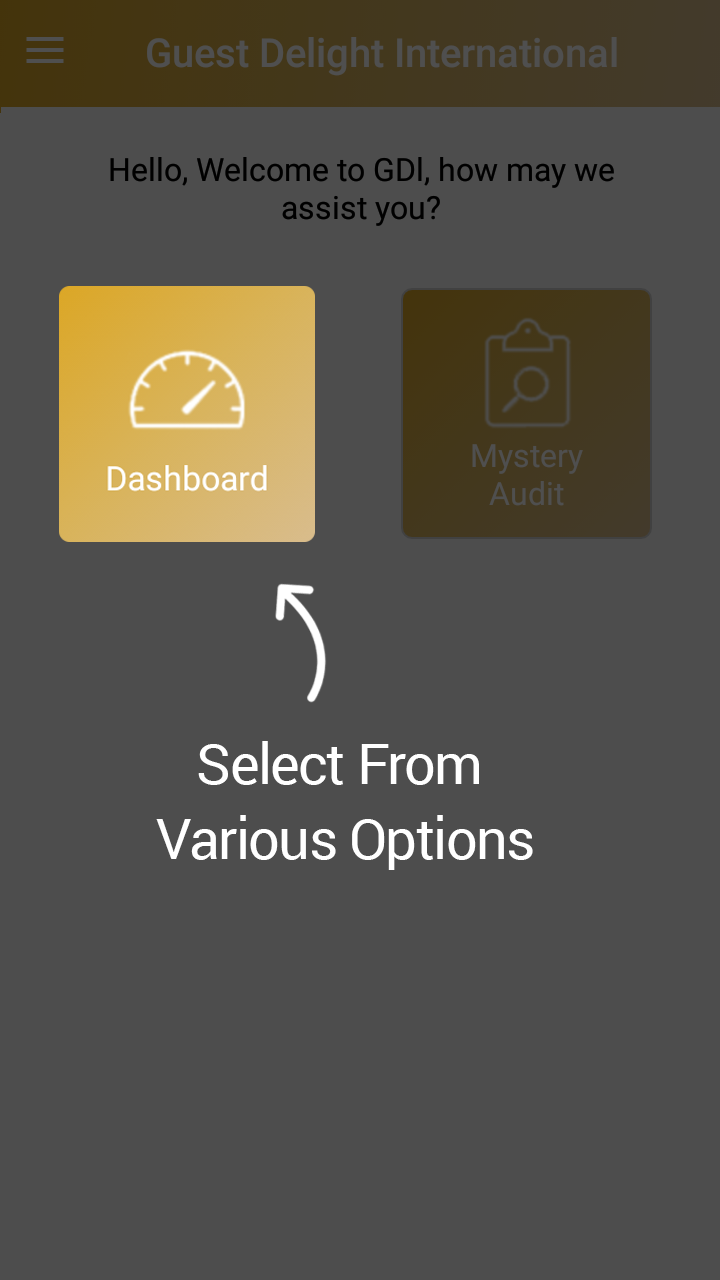 Guest Delight International
Hello, Welcome to GDI, how may we
assist you?
Dashboard
Mystery
Audit
Select From
Various Options